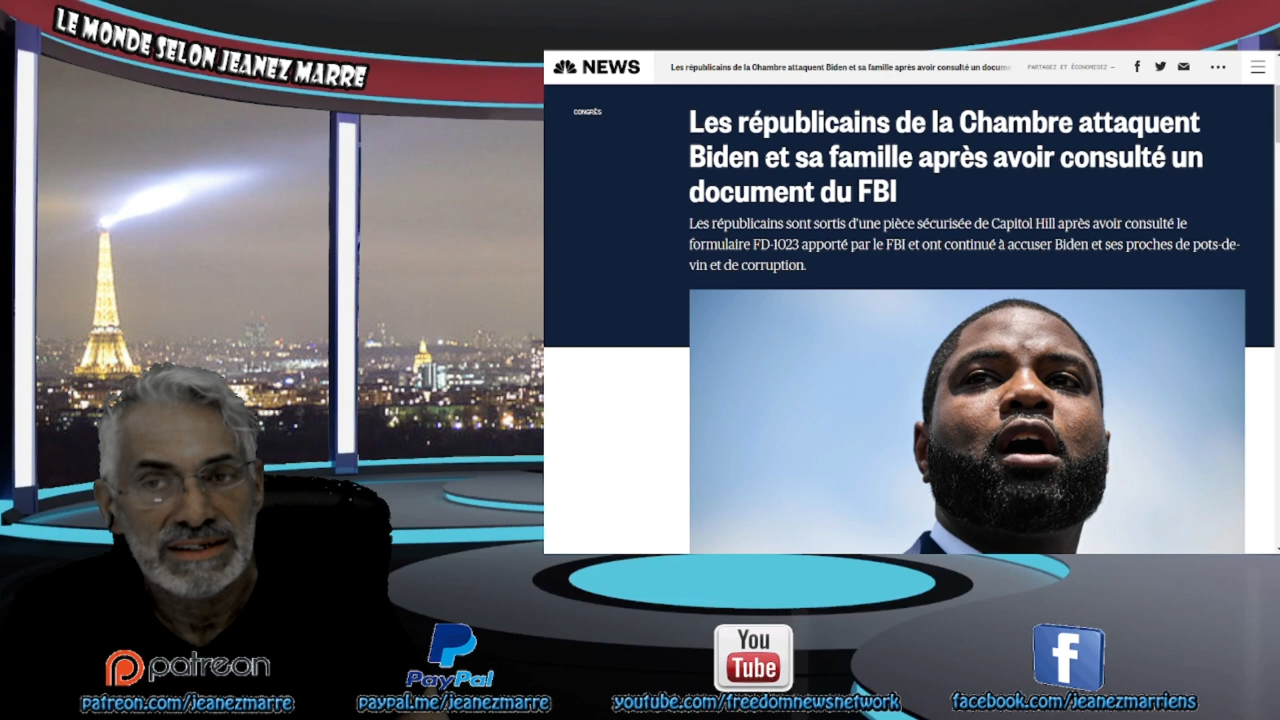 LE MONDE SELON JEANEZ MARRE
NEWS
Les républicains de la Chambre attaquent Biden et sa famille après avoir consulté un docume
PARTAGEZ ET ÉCONOMISEZ —
CONGRÈS
Les républicains de la Chambre attaquent
Biden et sa famille après avoir consulté un
document du FBI
Les républicains sont sortis d'une pièce sécurisée de Capitol Hill après avoir consulté le
formulaire FD-1023 apporté par le FBI et ont continué à accuser Biden et ses proches de pots-de-
vin et de corruption.
patreon
PayPal
You
Tube
f
patreon.com/jeanezmarre
paypal.me/jeanezmarre
youtube.com/freedomnewsnetwork
facebook.com/jeanezmarriens